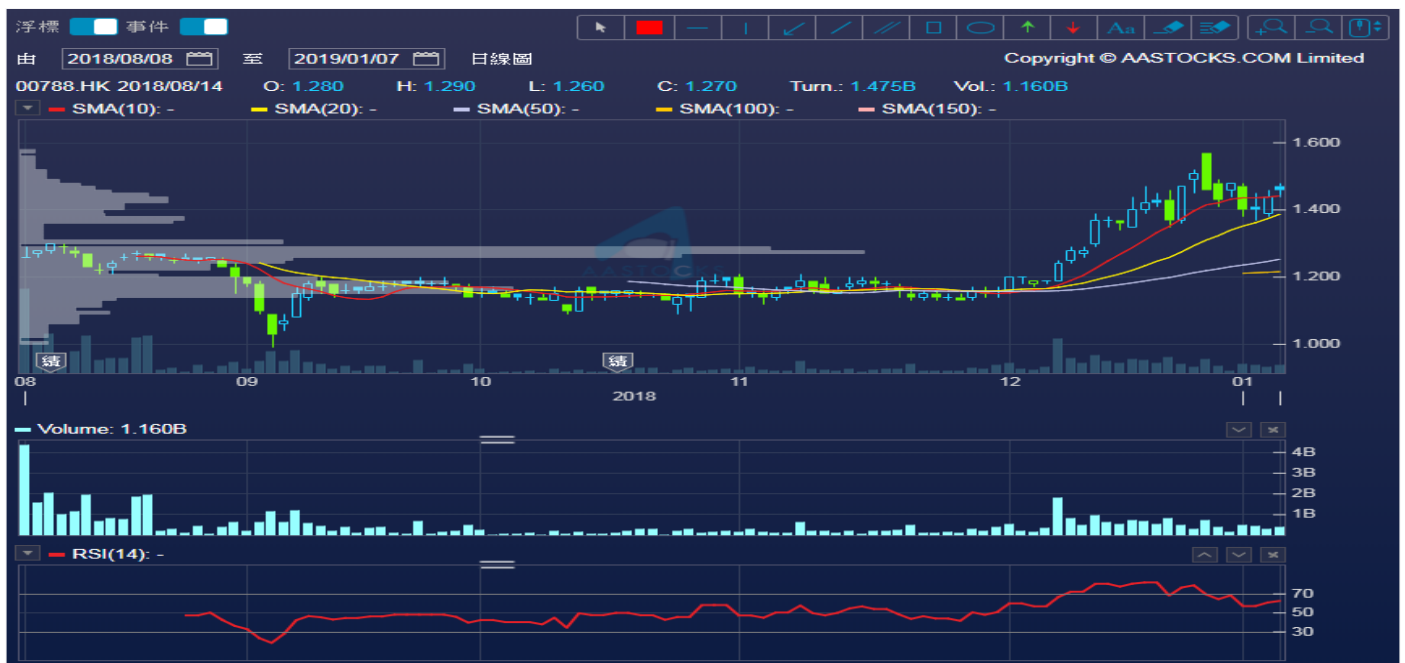 浮標 事件 Aa
由 2018/08/08 至 2019/01/07 日線圖 Copyright © AASTOCKS.COM Limited
00788.HK 2018/08/14 O: 1.280 H: 1.290 L: 1.260 C: 1.270 Turn.: 1.475B Vol.: 1.160B
SMA(10): - SMA(20): - SMA(50): - SMA(100): - SMA(150): -
1.600
1.400
AASTOCKS
1.200
1.000
績 績
08 09 10 11 12 01
2018
Volume: 1.160B
4B
3B
2B
1B
RSI(14): -
70
50
30